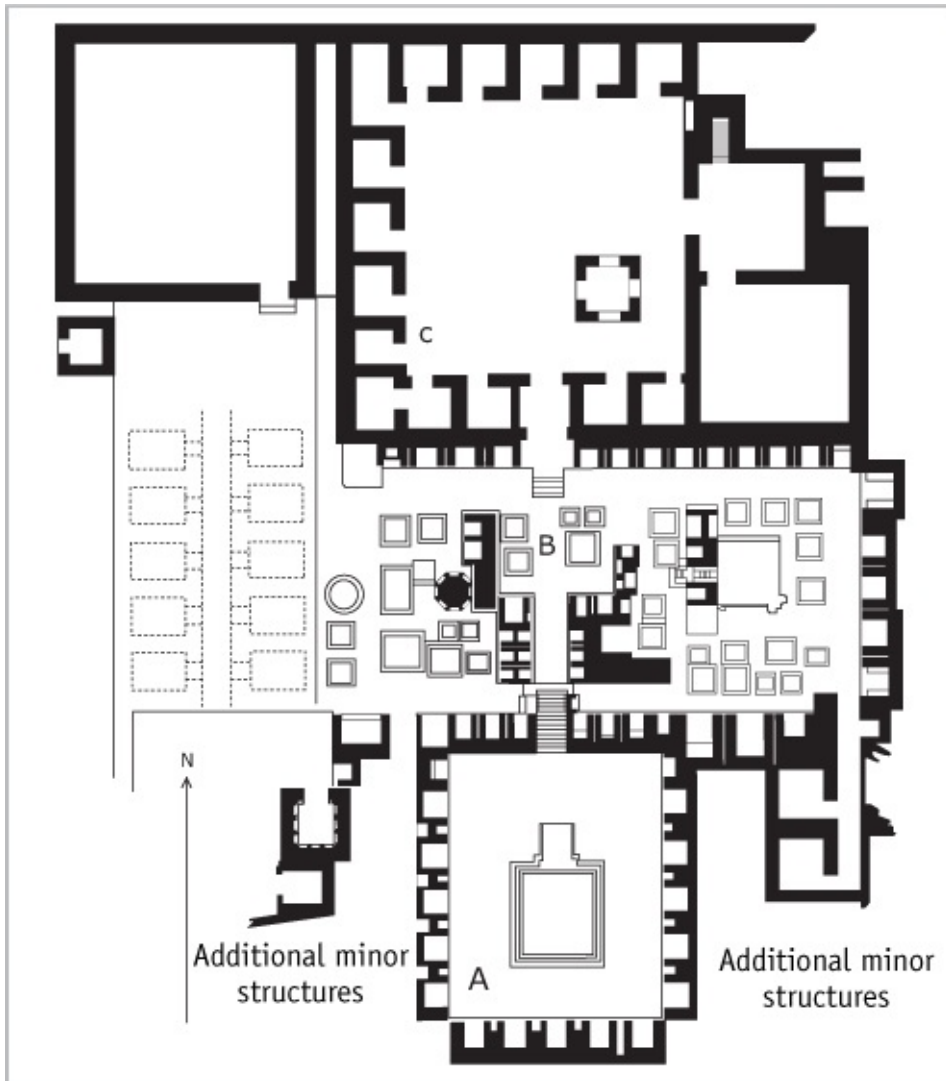 C
B
N
A
Additional minor
structures
Additional minor
structures